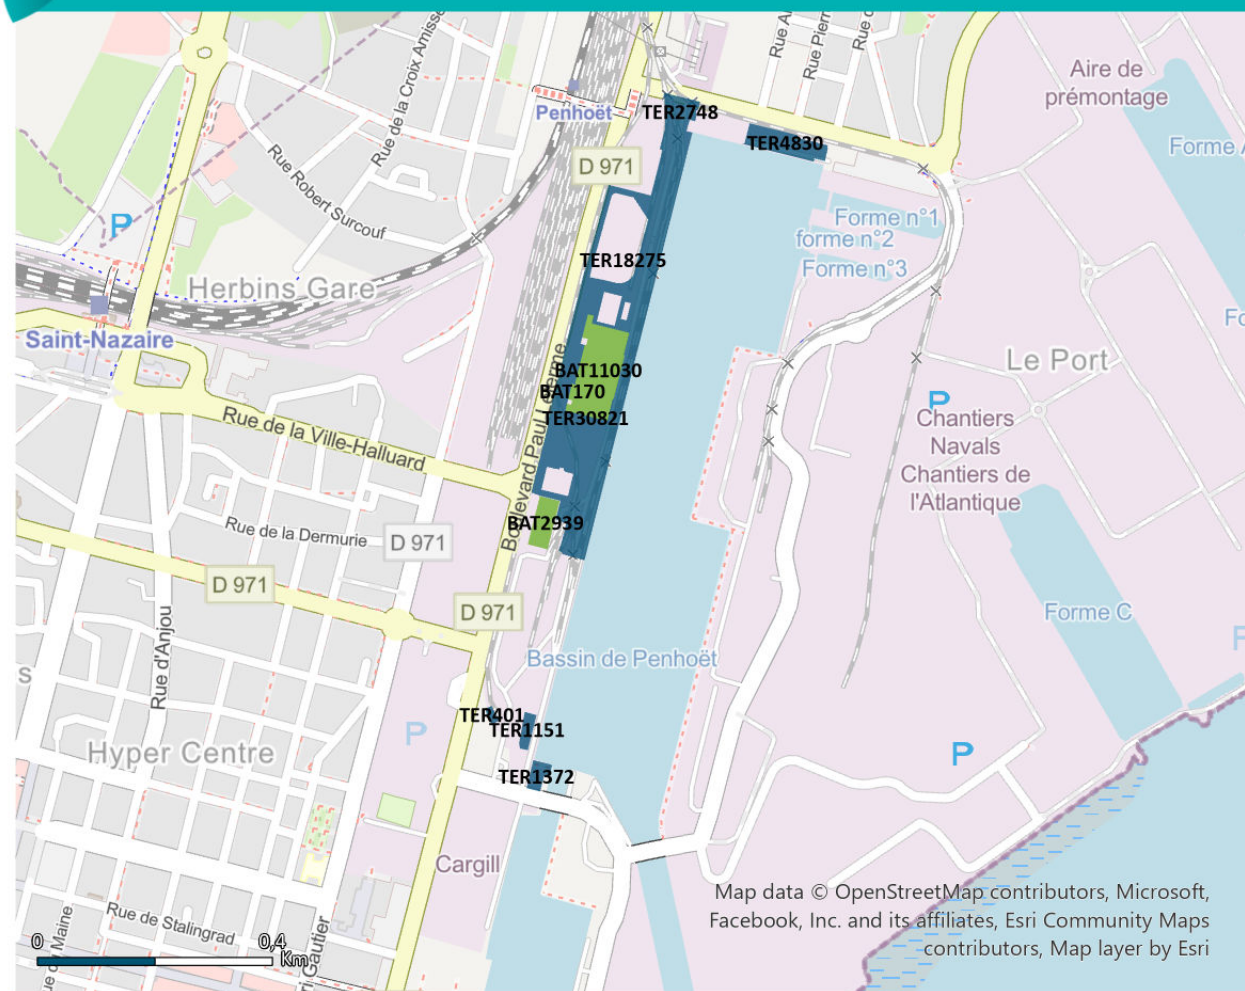 Rue de la Croix Amisse
Rue Pierr
Aire de
prémontage
Penhoët
TER2748
TER4830
Forme
D 971
Rue Robert Surcouf
P
Forme n°1
forme n°2
Forme n°3
TER18275
Herbins Gare
Saint-Nazaire
Le Port
BAT11030
BAT170
TER30821
Boulevard Paul Leferme
P
Chantiers
Navals
Chantiers de
l'Atlantique
Rue de la Ville-Halluard
BAT2939
Rue de la Dermurie
D 971
D 971
D 971
Forme C
Rue d'Anjou
Bassin de Penhoët
s
TER401
TER1151
P
P
Hyper Centre
TER1372
Cargill
Rue de Stalingrad
Gautier
Maine
0
0,4
Km
Map data © OpenStreetMap contributors, Microsoft,
Facebook, Inc. and its affiliates, Esri Community Maps
contributors, Map layer by Esri